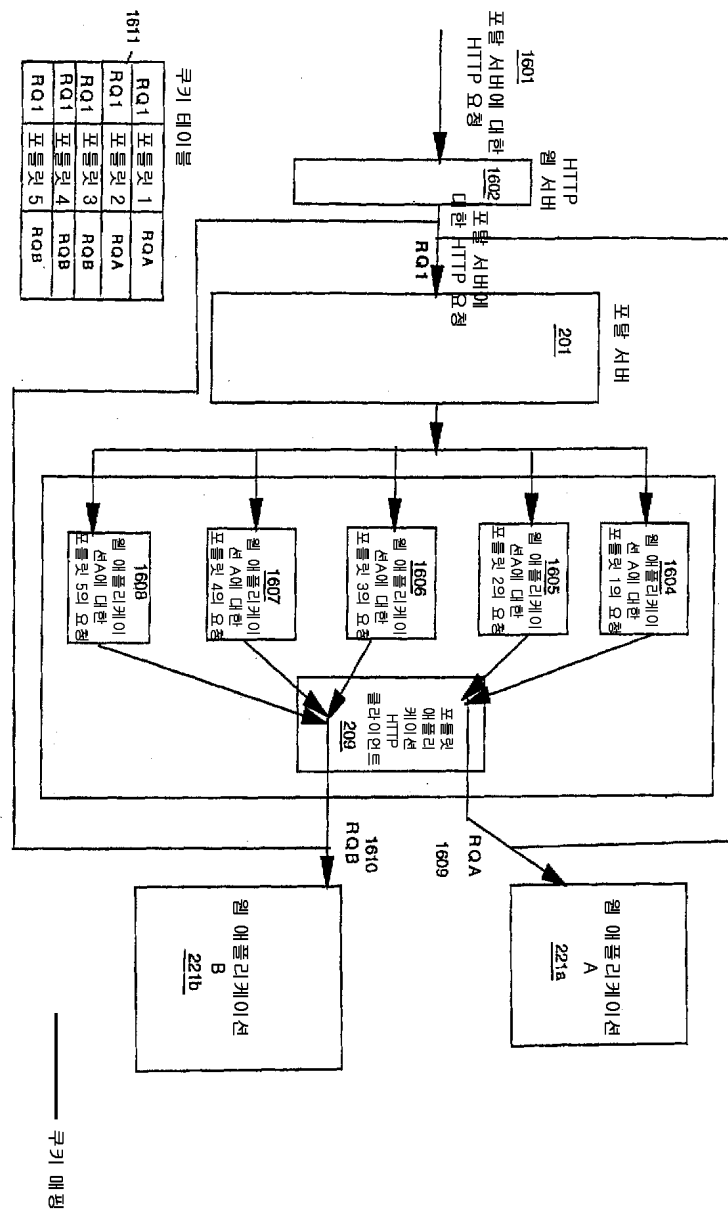 1601
포탈 서버에 대한
HTTP 요청
HTTP
웹 서버
1602
포탈 서버에
대한 HTTP 요청
RQ1
포탈 서버
201
1604
웹 애플리케이
션 A에 대한
포틀릿 1의 요청
1605
웹 애플리케이
션A에 대한
포틀릿 2의 요청
1606
웹 애플리케이
션A에 대한
포틀릿 3의 요청
1607
웹 애플리케이
션 A에 대한
포틀릿 4의 요청
1608
웹 애플리케이
션A에 대한
포틀릿 5의 요청
포틀릿
애플리
케이션
HTTP
클라이언트
209
RQA
1609
1610
RQB
웹 애플리케이션
A
221a
웹 애플리케이션
B
221b
쿠키 테이블
1611
RQ1 포틀릿 1 RQA
RQ1 포틀릿 2 RQA
RQ1 포틀릿 3 RQB
RQ1 포틀릿 4 RQB
RQ1 포틀릿 5 RQB
쿠키 매핑